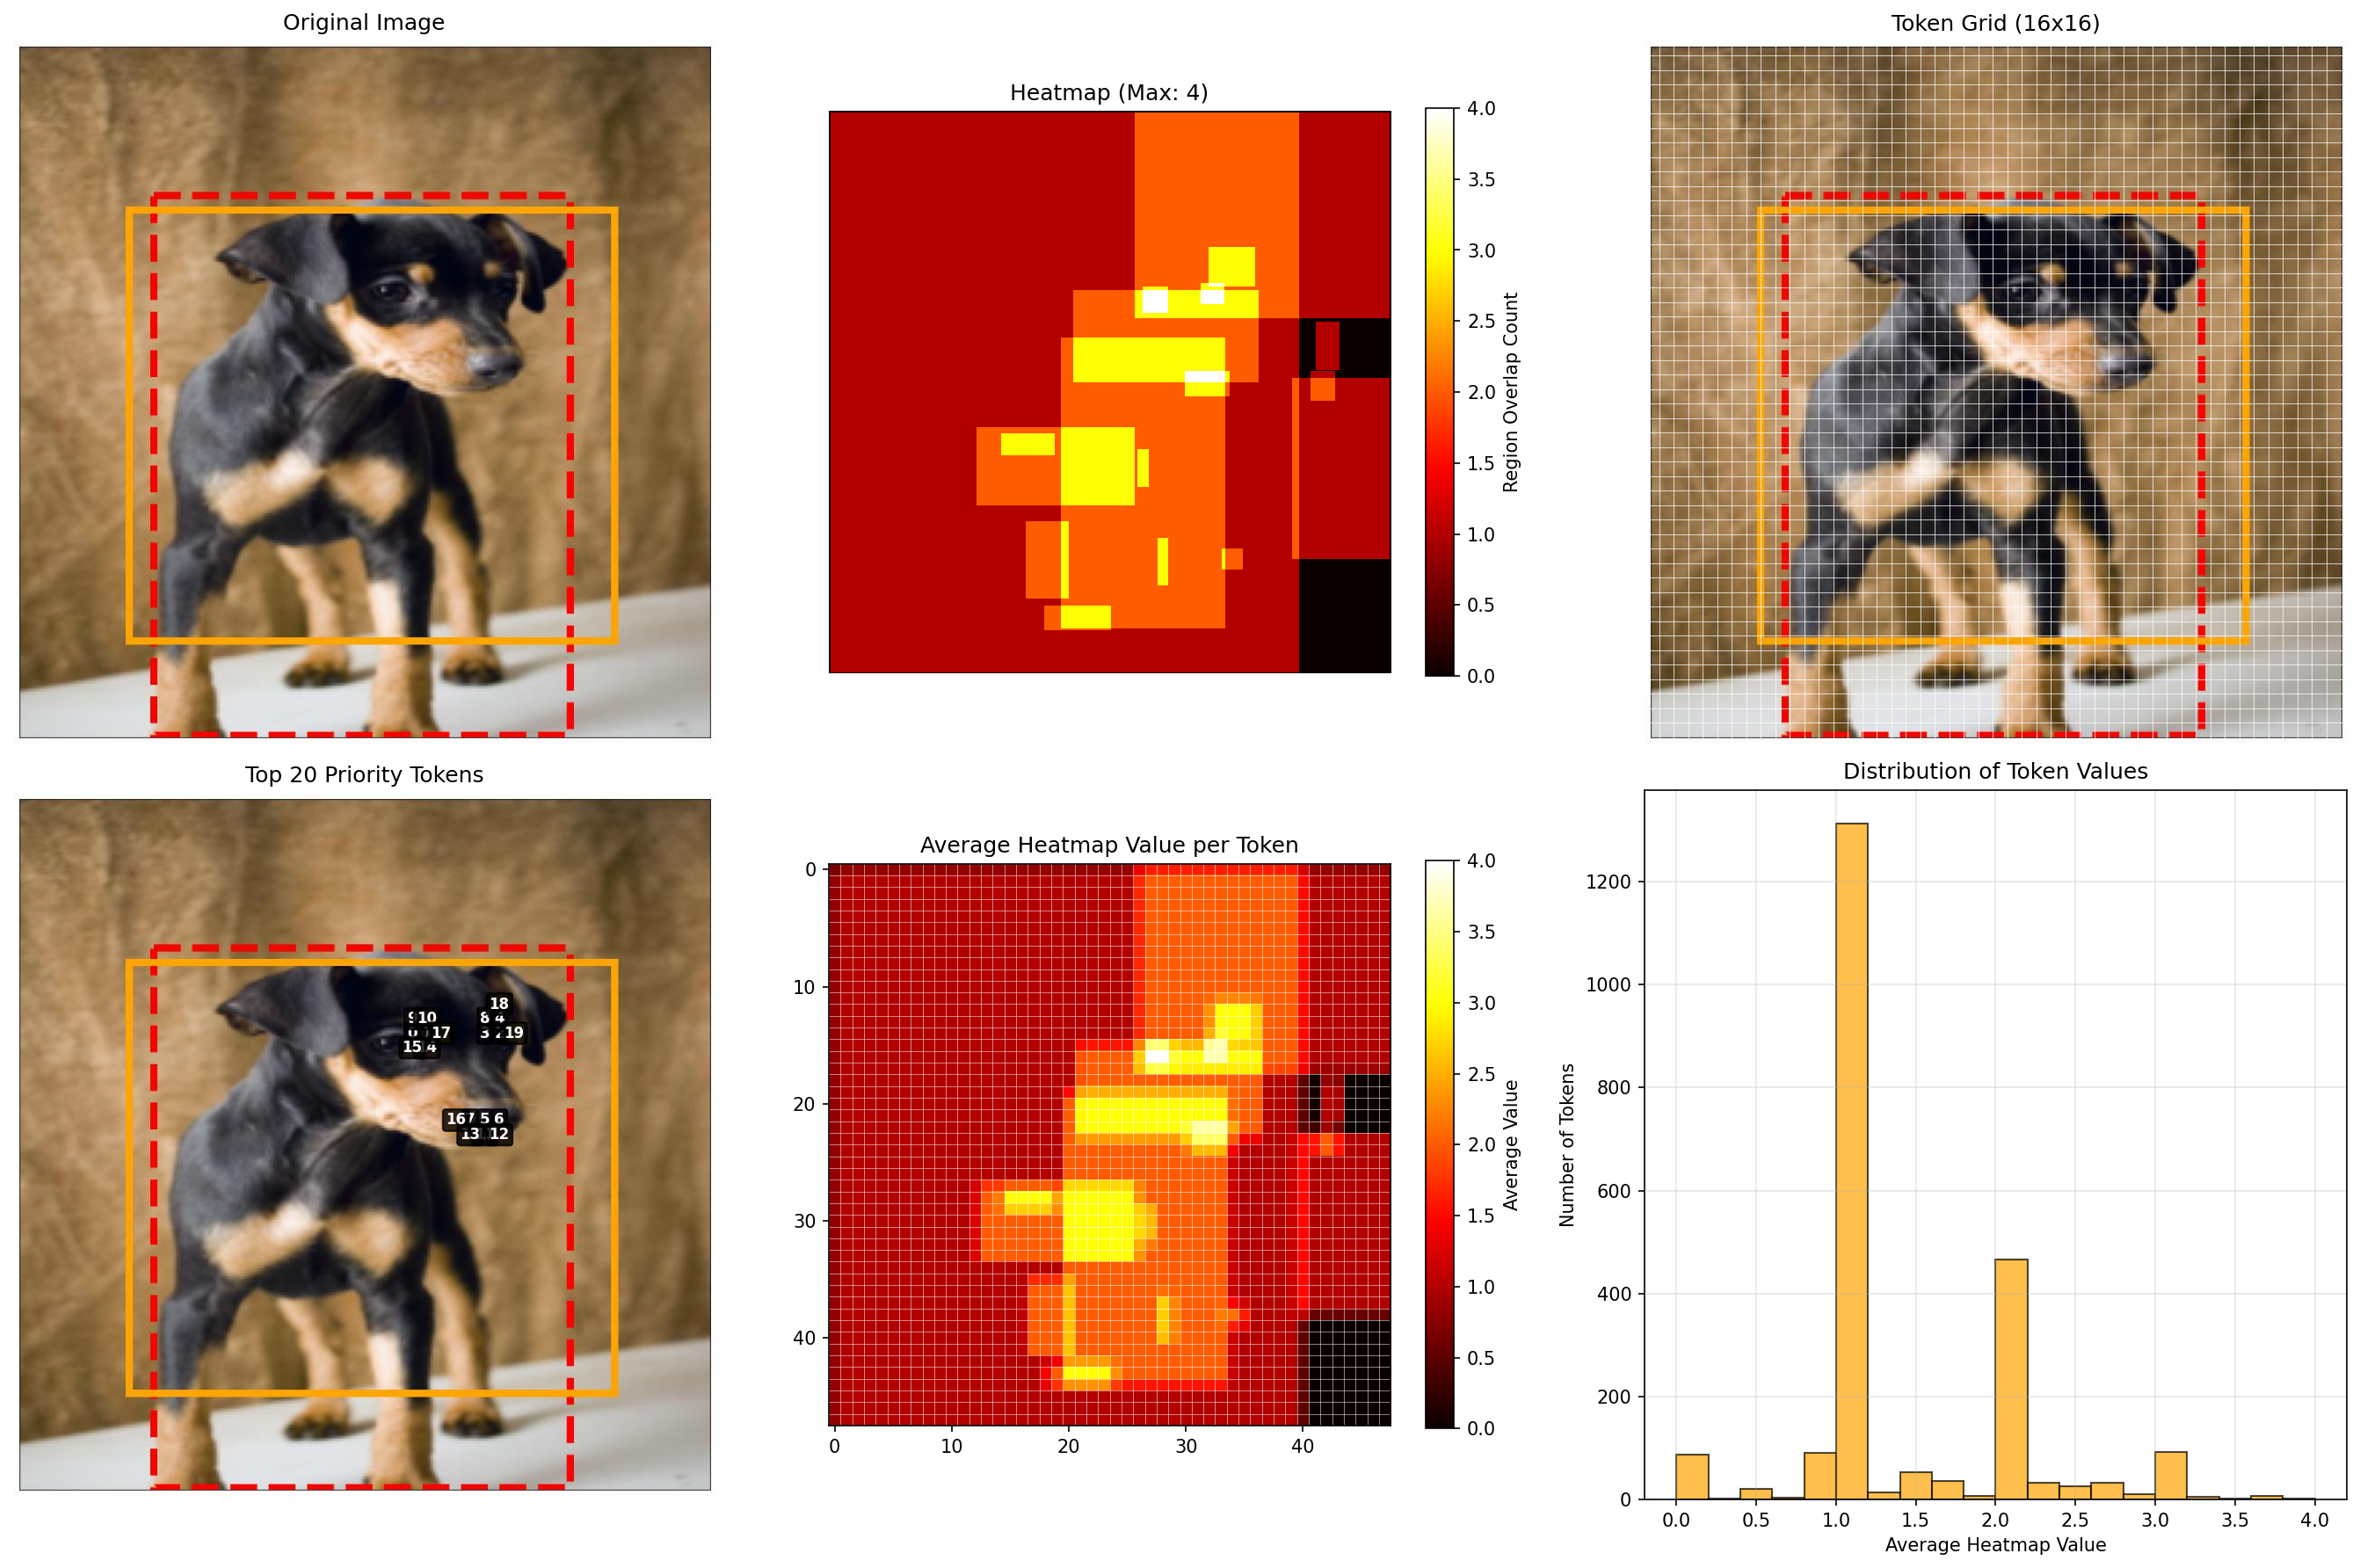 Original Image
Heatmap (Max: 4)
4.0
3.5
3.0
2.5
2.0
1.5
1.0
0.5
0.0
Region Overlap Count
Token Grid (16x16)
Top 20 Priority Tokens
18
9 10 8 4
0 17 3 2 19
15 4
16 7 5 6
13 12
Average Heatmap Value per Token
0
10
20
30
40
0 10 20 30 40
4.0
3.5
3.0
2.5
2.0
1.5
1.0
0.5
0.0
Average Value
Distribution of Token Values
1200
1000
800
600
400
200
0
Number of Tokens
0.0 0.5 1.0 1.5 2.0 2.5 3.0 3.5 4.0
Average Heatmap Value